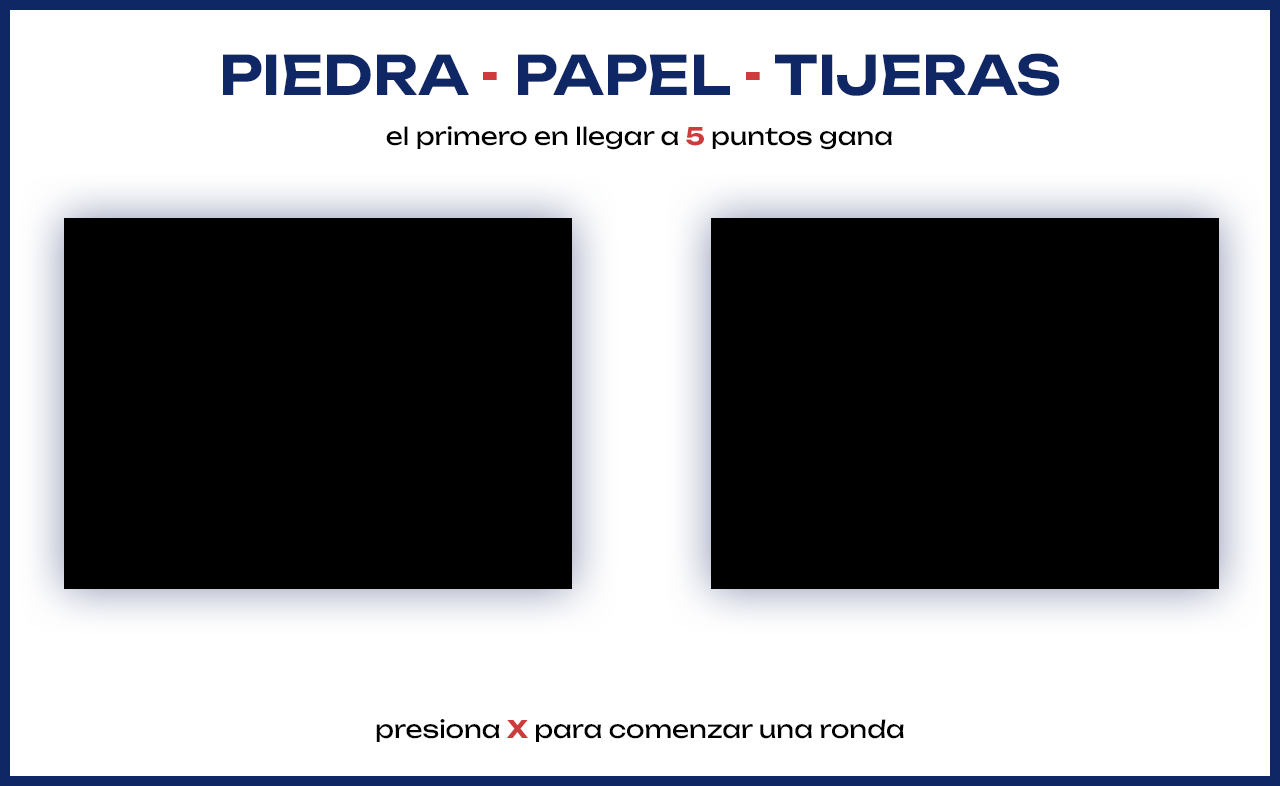 PIEDRA - PAPEL - TIJERAS
el primero en llegar a 5 puntos gana
presiona X para comenzar una ronda